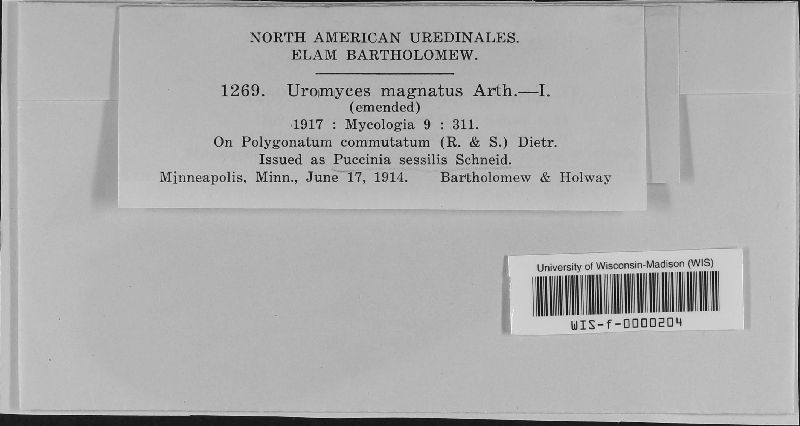 NORTH AMERICAN UREDINALES.
ELAM BARTHOLOMEW.
1269. Uromyces magnatus Arth.—I.
(emended)
1917 : Mycologia 9 : 311.
On Polygonatum commutatum (R. & S.) Dietr.
Issued as Puccinia sessilis Schneid.
Minneapolis, Minn., June 17, 1914. Bartholomew & Holway
University of Wisconsin-Madison (WIS)
WIS-f-0000204